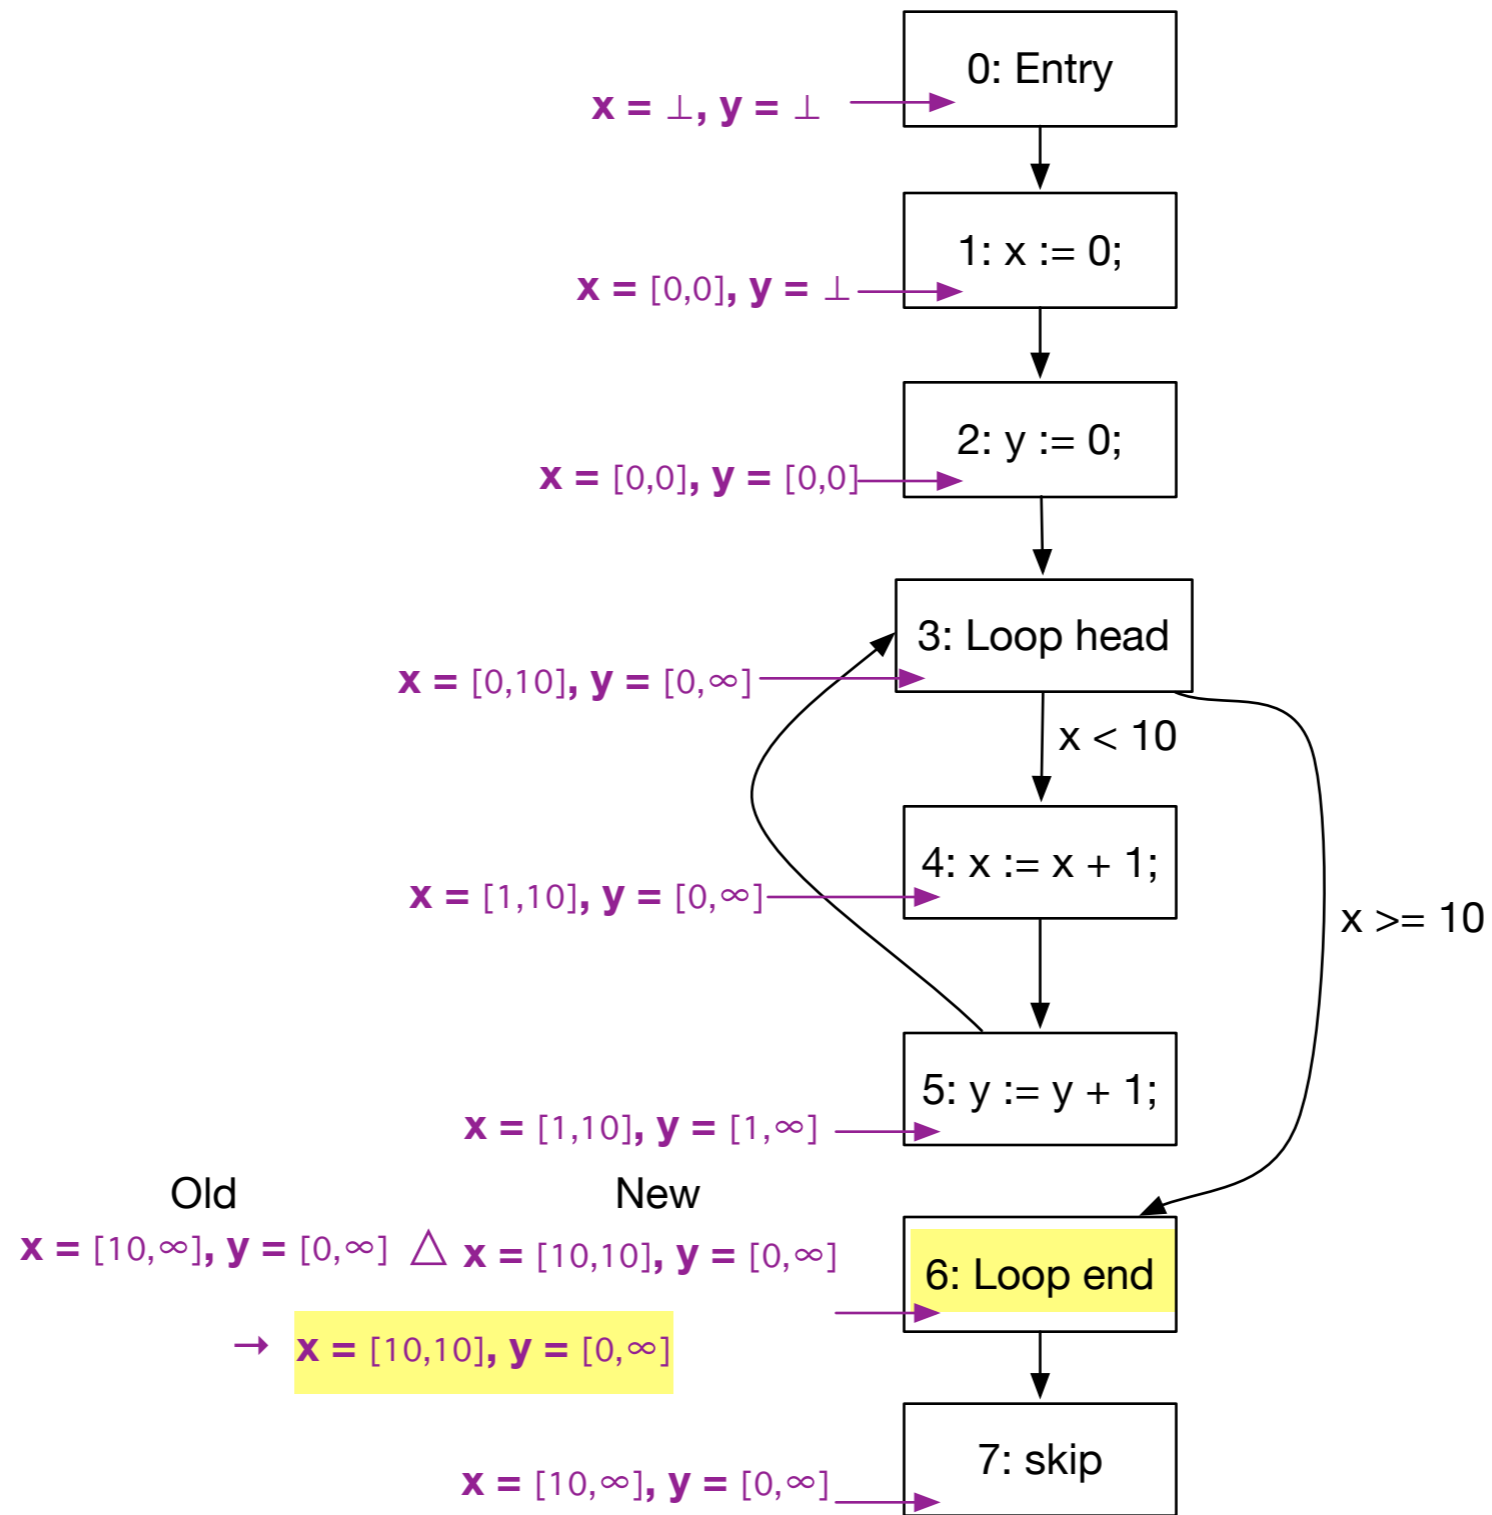 0: Entry
x = ⊥, y = ⊥
1: x := 0;
x = [0,0], y = ⊥
2: y := 0;
x = [0,0], y = [0,0]
3: Loop head
x = [0,10], y = [0,∞]
x < 10
4: x := x + 1;
x = [1,10], y = [0,∞]
x >= 10
5: y := y + 1;
x = [1,10], y = [1,∞]
Old New
x = [10,∞], y = [0,∞] △ x = [10,10], y = [0,∞]
6: Loop end
→ x = [10,10], y = [0,∞]
7: skip
x = [10,∞], y = [0,∞]